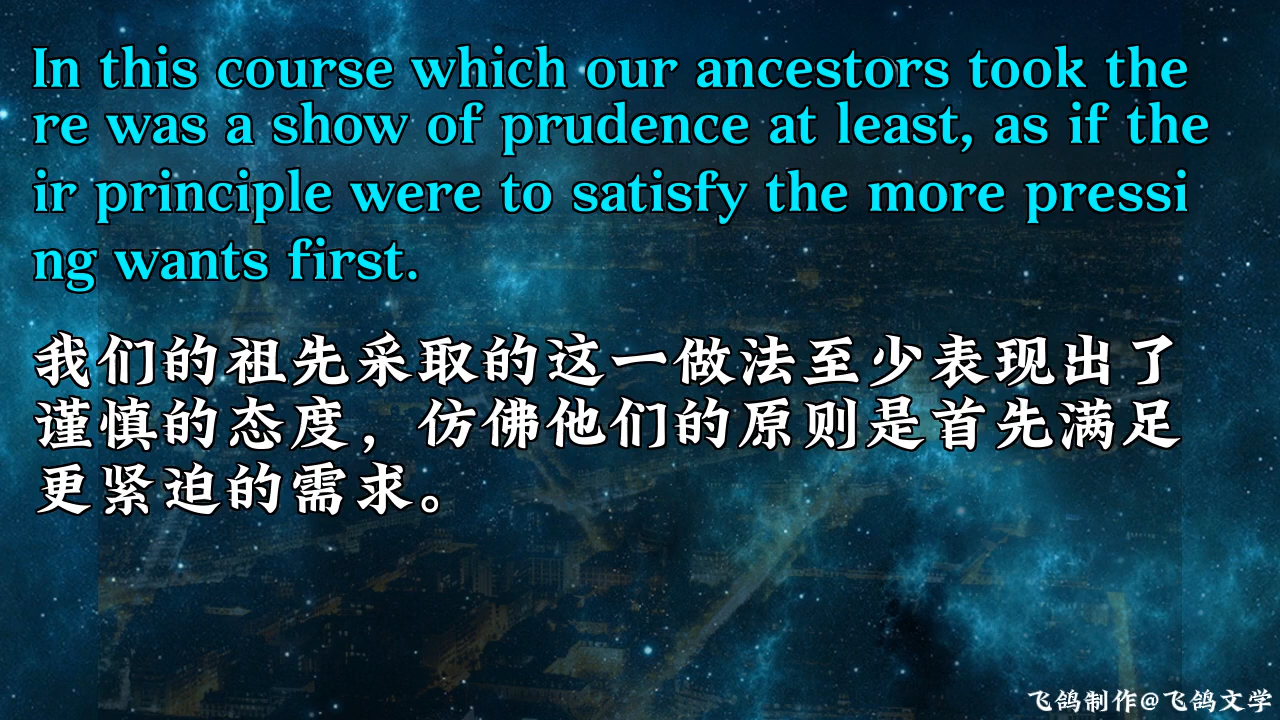 In this course which our ancestors took the
re was a show of prudence at least, as if the
ir principle were to satisfy the more pressi
ng wants first.
我们的祖先采取的这一做法至少表现出了
谨慎的态度，仿佛他们的原则是首先满足
更紧迫的需求。
飞鸽制作@飞鸽文学